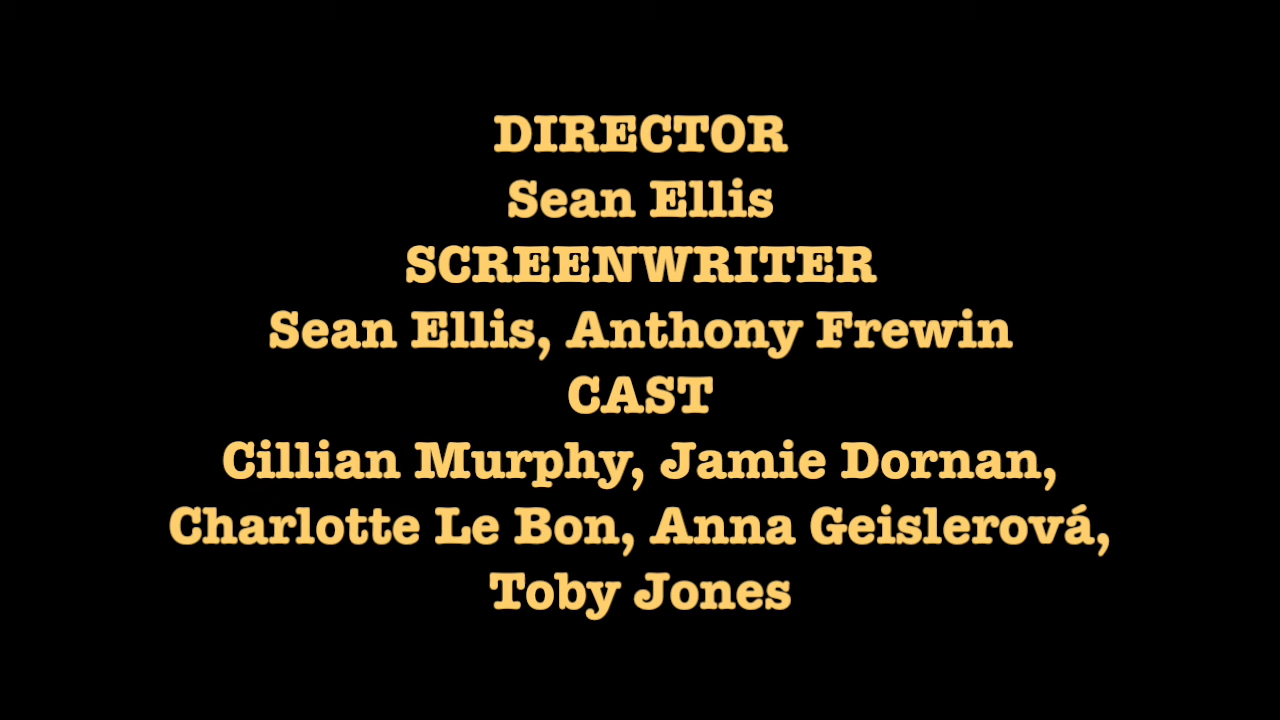 DIRECTOR
Sean Ellis
SCREENWRITER
Sean Ellis, Anthony Frewin
CAST
Cillian Murphy, Jamie Dornan,
Charlotte Le Bon, Anna Geislerová,
Toby Jones